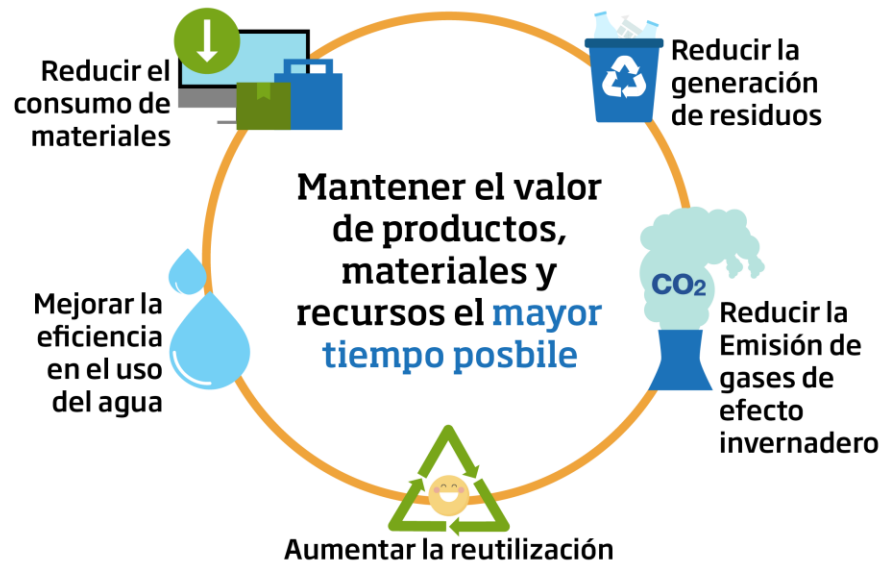 Reducir el
consumo de
materiales
Reducir la
generación
de residuos
Mantener el valor
de productos,
materiales y
recursos el mayor
tiempo posbile
CO₂
Mejorar la
eficiencia
en el uso
del agua
Reducir la
Emisión de
gases de
efecto
invernadero
Aumentar la reutilización